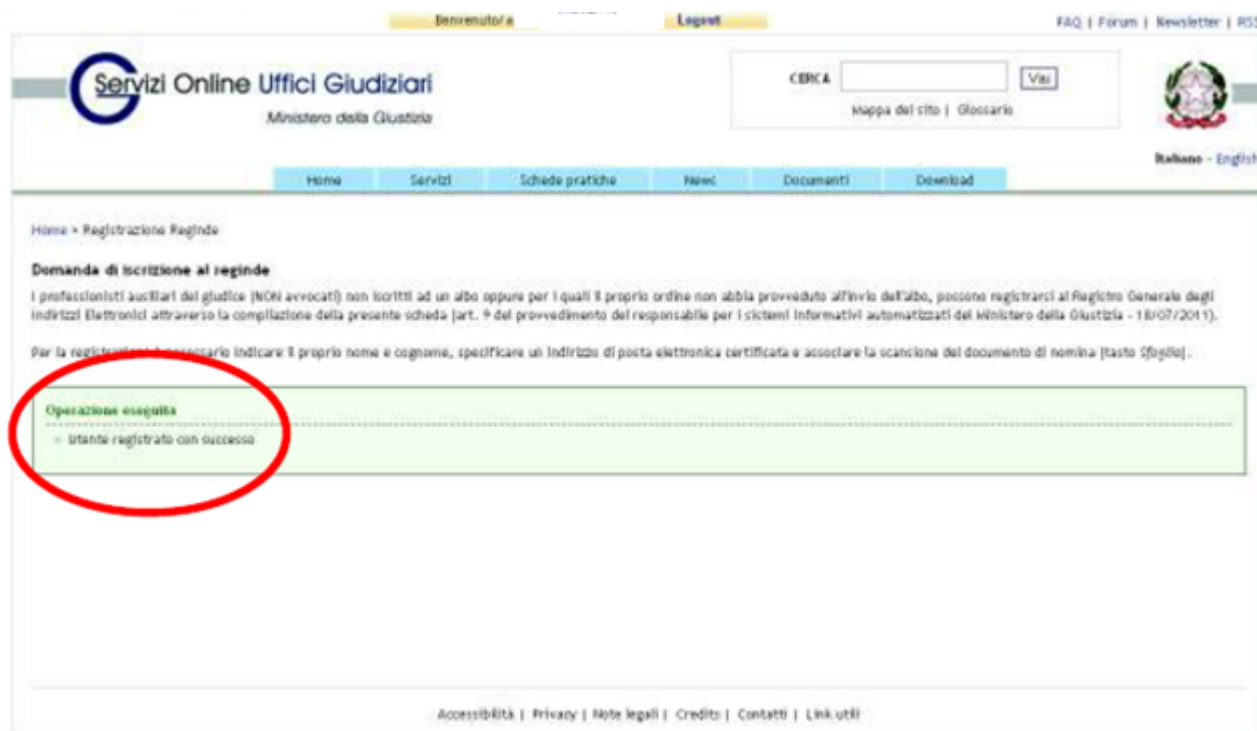 Benvenuto/a Logout FAQ | Forum | Newsletter | RSS
Servizi Online Uffici Giudiziari
Ministero della Giustizia
CERCA Vai
Mappa del sito | Glossario
Italiano - English
Home Servizi Schede pratiche News Documenti Download
Home > Registrazione Reginde
Domanda di iscrizione al reginde
I professionisti ausiliari del giudice (NON avvocati) non iscritti ad un albo oppure per i quali il proprio ordine non abbia provveduto all'invio dell'albo, possono registrarsi al Registro Generale degli
Indirizzi Elettronici attraverso la compilazione della presente scheda (art. 9 del provvedimento del responsabile per i sistemi informativi automatizzati del Ministero della Giustizia - 18/07/2011).
Per la registrazione è necessario indicare il proprio nome e cognome, specificare un indirizzo di posta elettronica certificata e associare la scansione del documento di nomina (tasto Sfoglia).
Operazione eseguita
Utente registrato con successo
Accessibilità | Privacy | Note legali | Credits | Contatti | Link utili